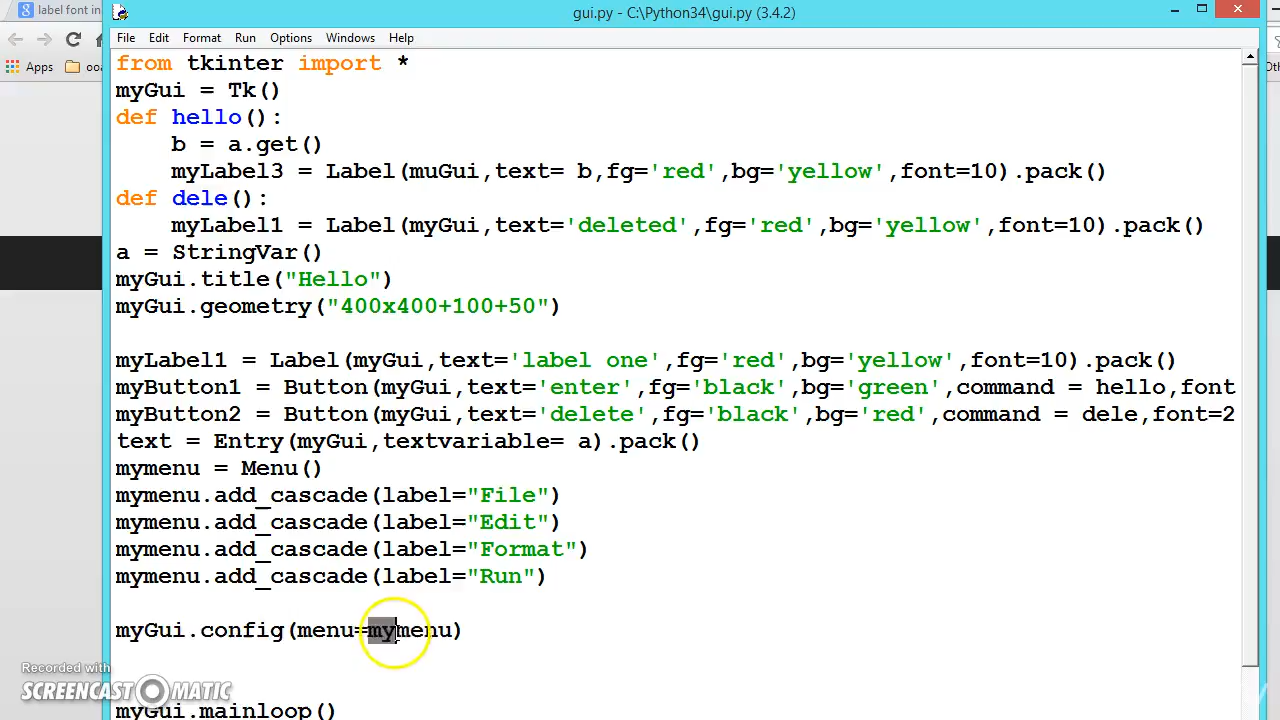 label font in
gui.py - C:\Python34\gui.py (3.4.2)
File Edit Format Run Options Windows Help
Apps
from tkinter import *
myGui = Tk()
def hello():
b = a.get()
myLabel3 = Label(muGui,text= b,fg='red',bg='yellow',font=10).pack()
def dele():
myLabel1 = Label(myGui,text='deleted',fg='red',bg='yellow',font=10).pack()
a = StringVar()
myGui.title("Hello")
myGui.geometry("400x400+100+50")
myLabel1 = Label(myGui,text='label one',fg='red',bg='yellow',font=10).pack()
myButton1 = Button(myGui,text='enter',fg='black',bg='green',command = hello,font
myButton2 = Button(myGui,text='delete',fg='black',bg='red',command = dele,font=2
text = Entry(myGui,textvariable= a).pack()
mymenu = Menu()
mymenu.add_cascade(label="File")
mymenu.add_cascade(label="Edit")
mymenu.add_cascade(label="Format")
mymenu.add_cascade(label="Run")
myGui.config(menu=mymenu)
myGui.mainloop()
Recorded with
SCREENCAST MATIC